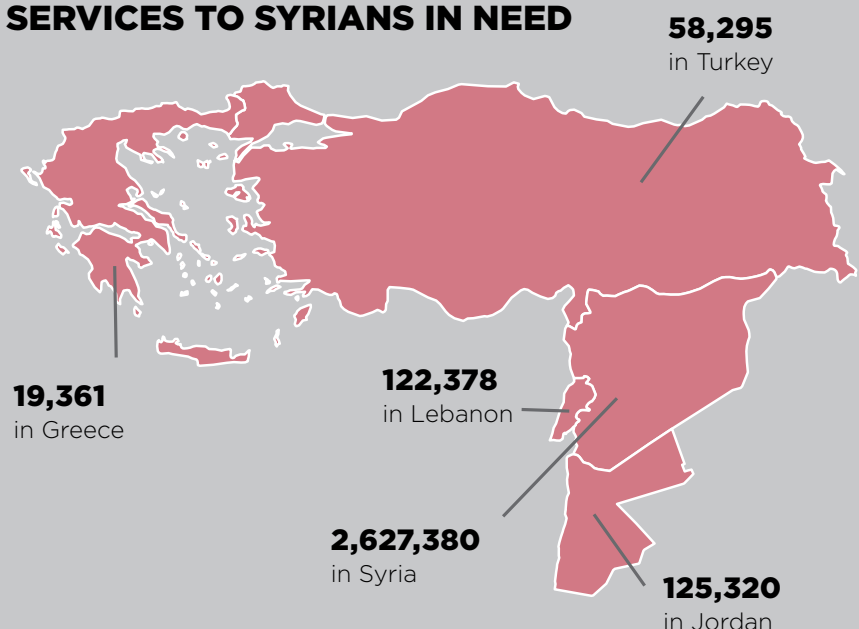 SERVICES TO SYRIANS IN NEED
58,295
in Turkey
19,361
in Greece
122,378
in Lebanon
2,627,380
in Syria
125,320
in Jordan